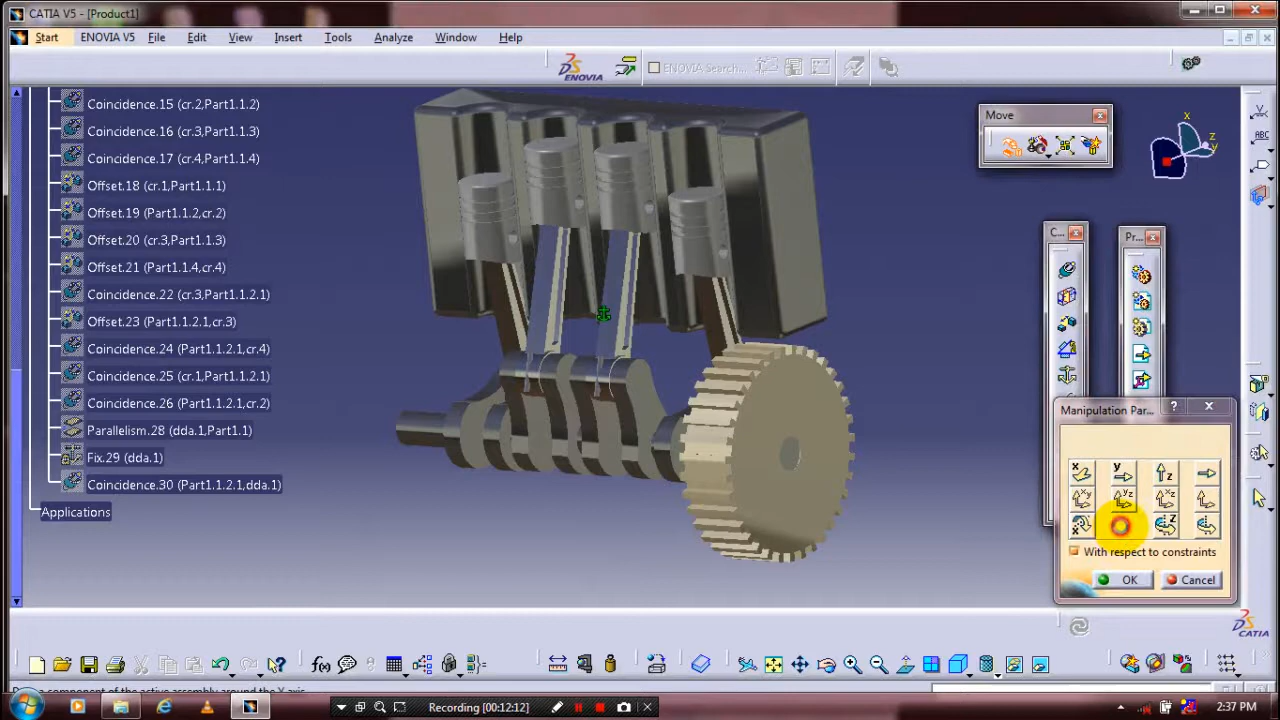 CATIA V5 - [Product1]
Start ENOVIA V5 File Edit View Insert Tools Analyze Window Help
ENOVIA
ENOVIA Search...
Coincidence.15 (cr.2,Part1.1.2)
Coincidence.16 (cr.3,Part1.1.3)
Coincidence.17 (cr.4,Part1.1.4)
Offset.18 (cr.1,Part1.1.1)
Offset.19 (Part1.1.2,cr.2)
Offset.20 (cr.3,Part1.1.3)
Offset.21 (Part1.1.4,cr.4)
Coincidence.22 (cr.3,Part1.1.2.1)
Offset.23 (Part1.1.2.1,cr.3)
Coincidence.24 (Part1.1.2.1,cr.4)
Coincidence.25 (cr.1,Part1.1.2.1)
Coincidence.26 (cr.2,Part1.1.2.1)
Parallelism.28 (dda.1,Part1.1)
Fix.29 (dda.1)
Coincidence.30 (Part1.1.2.1,dda.1)
Applications
Move
x
z
y
ABC
C...
Pr...
Manipulation Par...
With respect to constraints
OK Cancel
CATIA
f(x)
Recording [00:12:12]
2:37 PM